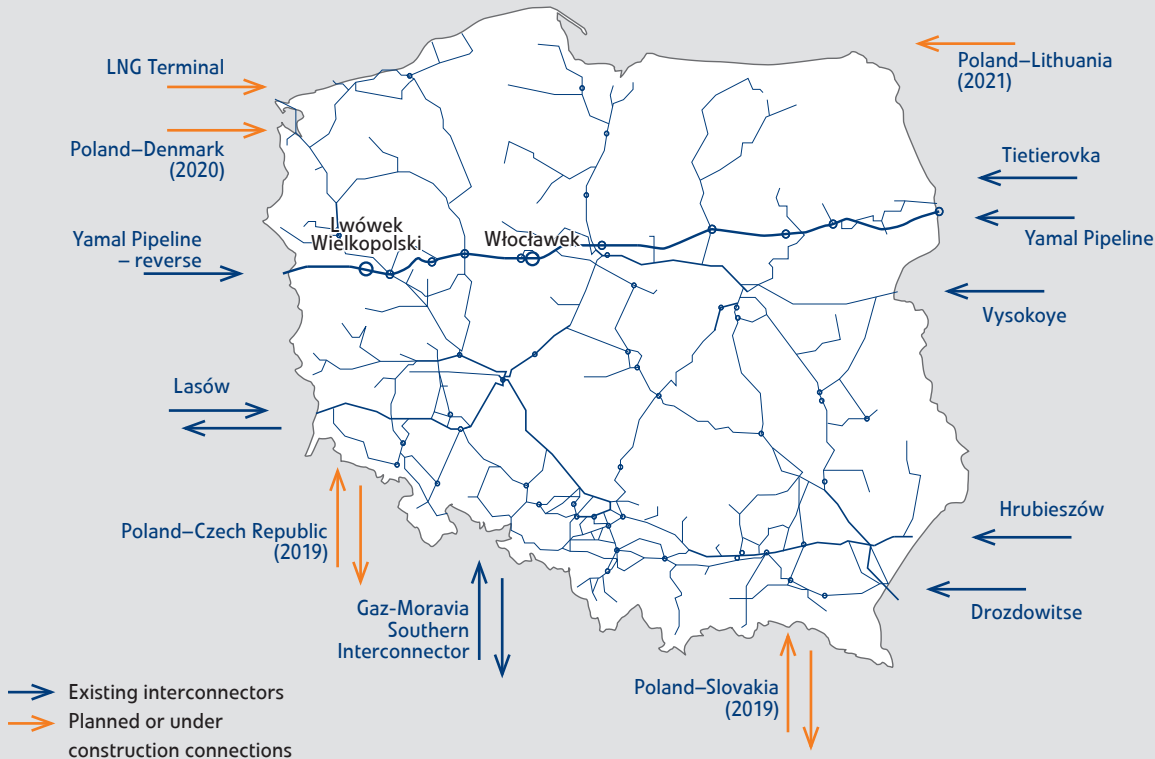 LNG Terminal
Poland–Lithuania
(2021)
Poland–Denmark
(2020)
Tietierovka
Lwówek
Wielkopolski
Włocławek
Yamal Pipeline
– reverse
Yamal Pipeline
Vysokoye
Lasów
Hrubieszów
Poland–Czech Republic
(2019)
Gaz-Moravia
Southern
Interconnector
Drozdowitse
Poland–Slovakia
(2019)
Existing interconnectors
Planned or under
construction connections